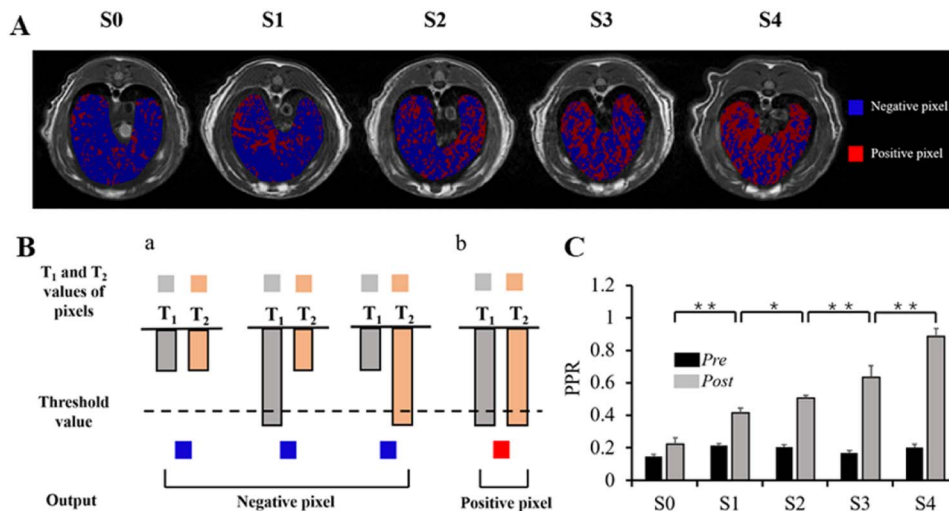 S0 S1 S2 S3 S4
A
Negative pixel
Positive pixel
B
a
b
T₁ and T₂
values of
pixels
T₁ T₂ T₁ T₂ T₁ T₂ T₁ T₂
Threshold
value
Output
Negative pixel
Positive pixel
C
1.2
1
0.8
0.6
0.4
0.2
0
PPR
** * ** **
Pre
Post
S0 S1 S2 S3 S4